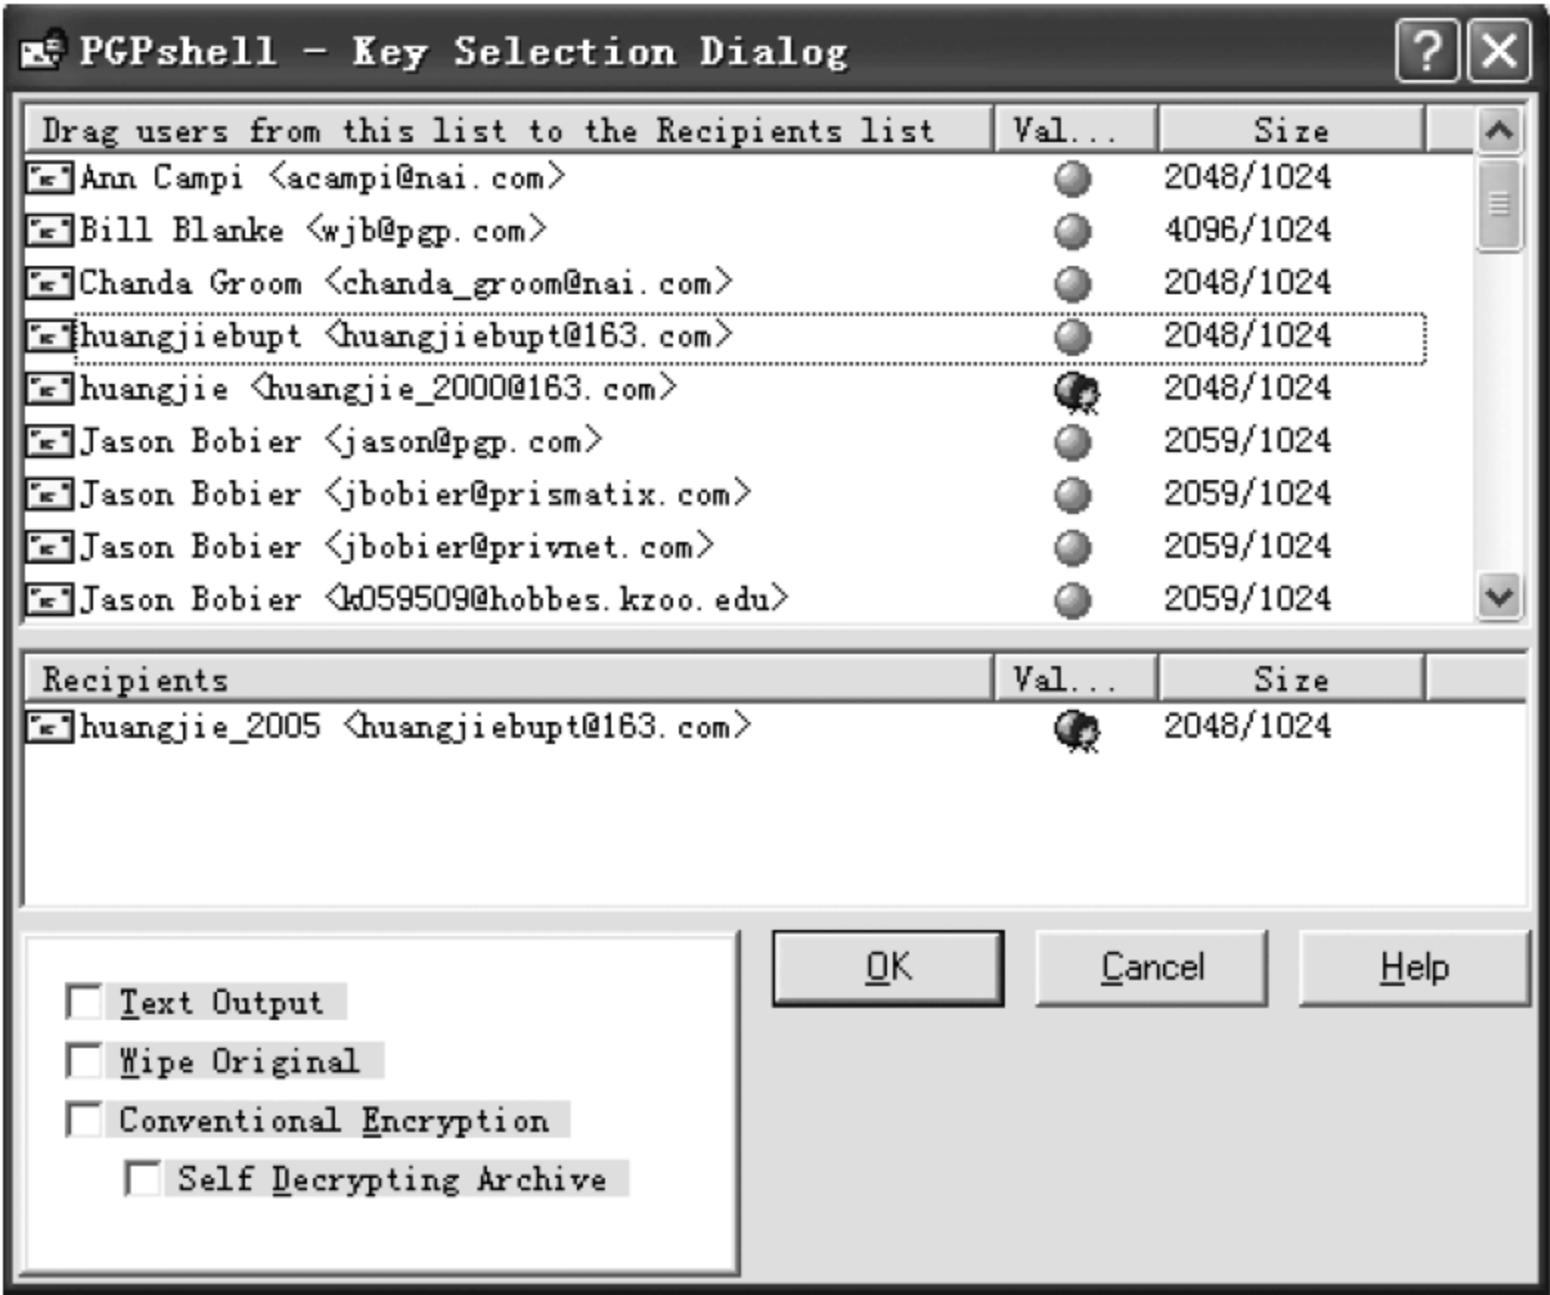 PGPshell - Key Selection Dialog
Drag users from this list to the Recipients list Val... Size
Ann Campi <acampi@nai.com> 2048/1024
Bill Blanke <wjb@pgp.com> 4096/1024
Chanda Groom <chanda_groom@nai.com> 2048/1024
huangjiebupt <huangjiebupt@163.com> 2048/1024
huangjie <huangjie_2000@163.com> 2048/1024
Jason Bobier <jason@pgp.com> 2059/1024
Jason Bobier <jbobier@prismatix.com> 2059/1024
Jason Bobier <jbobier@privnet.com> 2059/1024
Jason Bobier <k059509@hobbes.kzoo.edu> 2059/1024
Recipients Val... Size
huangjie_2005 <huangjiebupt@163.com> 2048/1024
OK Cancel Help
Text Output
Wipe Original
Conventional Encryption
Self Decrypting Archive